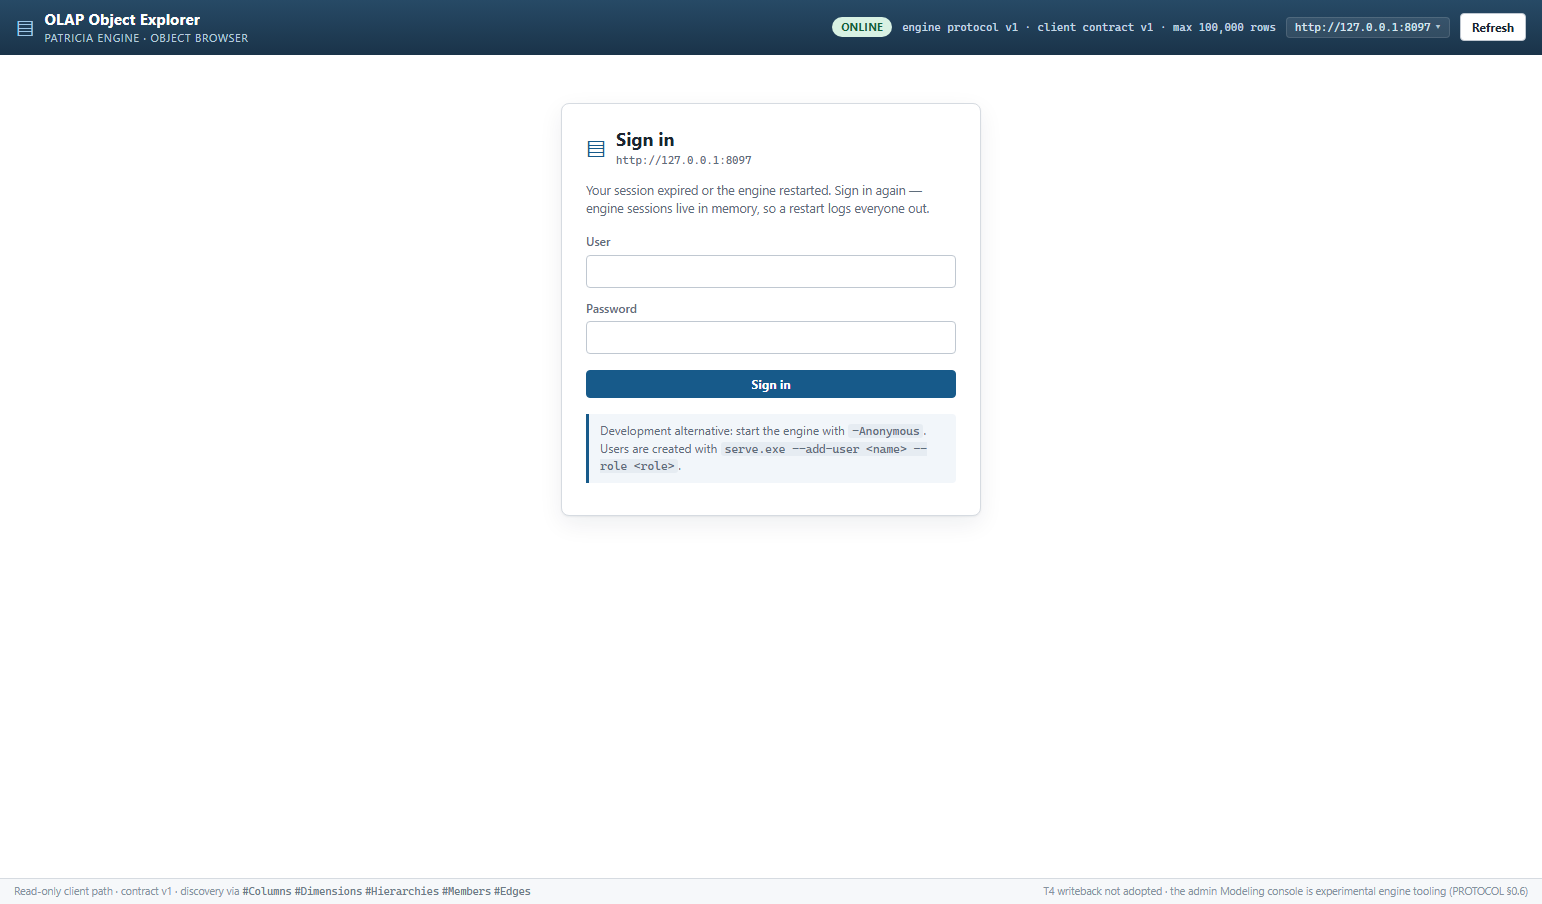 OLAP Object Explorer
PATRICIA ENGINE · OBJECT BROWSER
ONLINE
engine protocol v1 · client contract v1 · max 100,000 rows
http://127.0.0.1:8097
Refresh
Sign in
http://127.0.0.1:8097
Your session expired or the engine restarted. Sign in again —
engine sessions live in memory, so a restart logs everyone out.
User
Password
Sign in
Development alternative: start the engine with -Anonymous.
Users are created with serve.exe --add-user <name> --
role <role>.
Read-only client path · contract v1 · discovery via #Columns #Dimensions #Hierarchies #Members #Edges
T4 writeback not adopted · the admin Modeling console is experimental engine tooling (PROTOCOL §0.6)